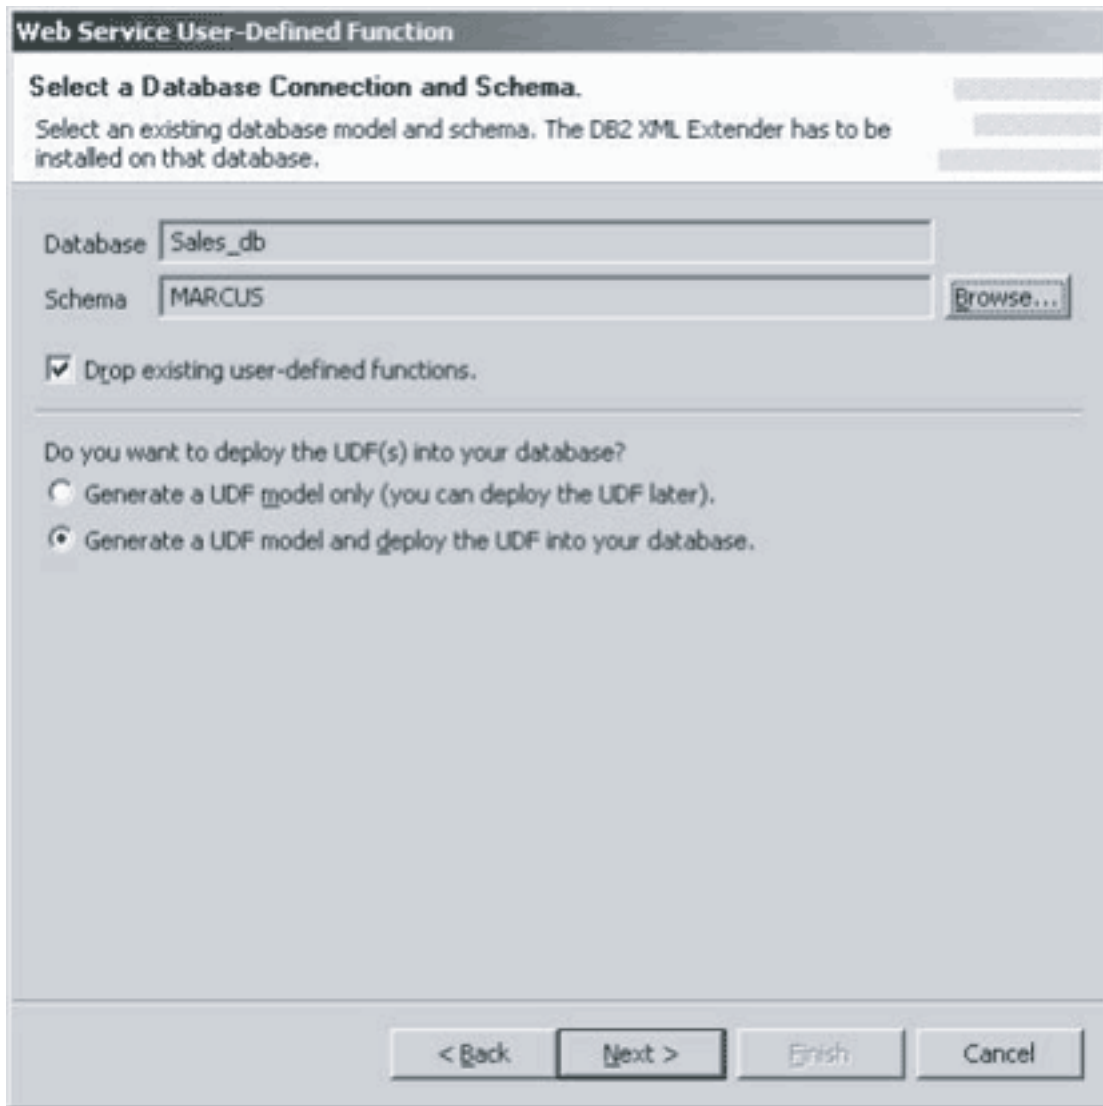 Web Service User-Defined Function
Select a Database Connection and Schema.
Select an existing database model and schema. The DB2 XML Extender has to be
installed on that database.
Database Sales_db
Schema MARCUS Browse...
Drop existing user-defined functions.
Do you want to deploy the UDF(s) into your database?
Generate a UDF model only (you can deploy the UDF later).
Generate a UDF model and deploy the UDF into your database.
< Back Next > Finish Cancel